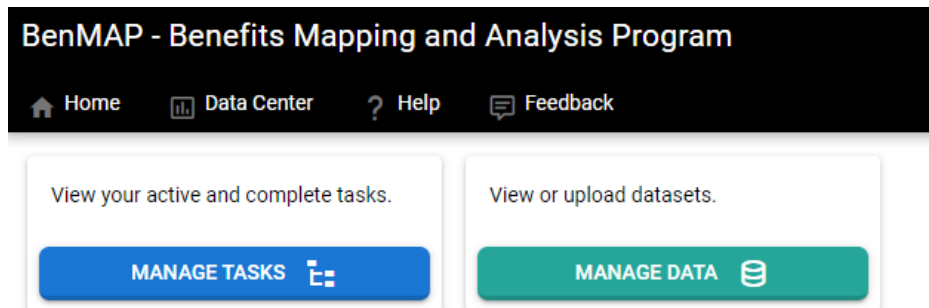 BenMAP - Benefits Mapping and Analysis Program
Home Data Center ? Help Feedback
View your active and complete tasks.
MANAGE TASKS
View or upload datasets.
MANAGE DATA